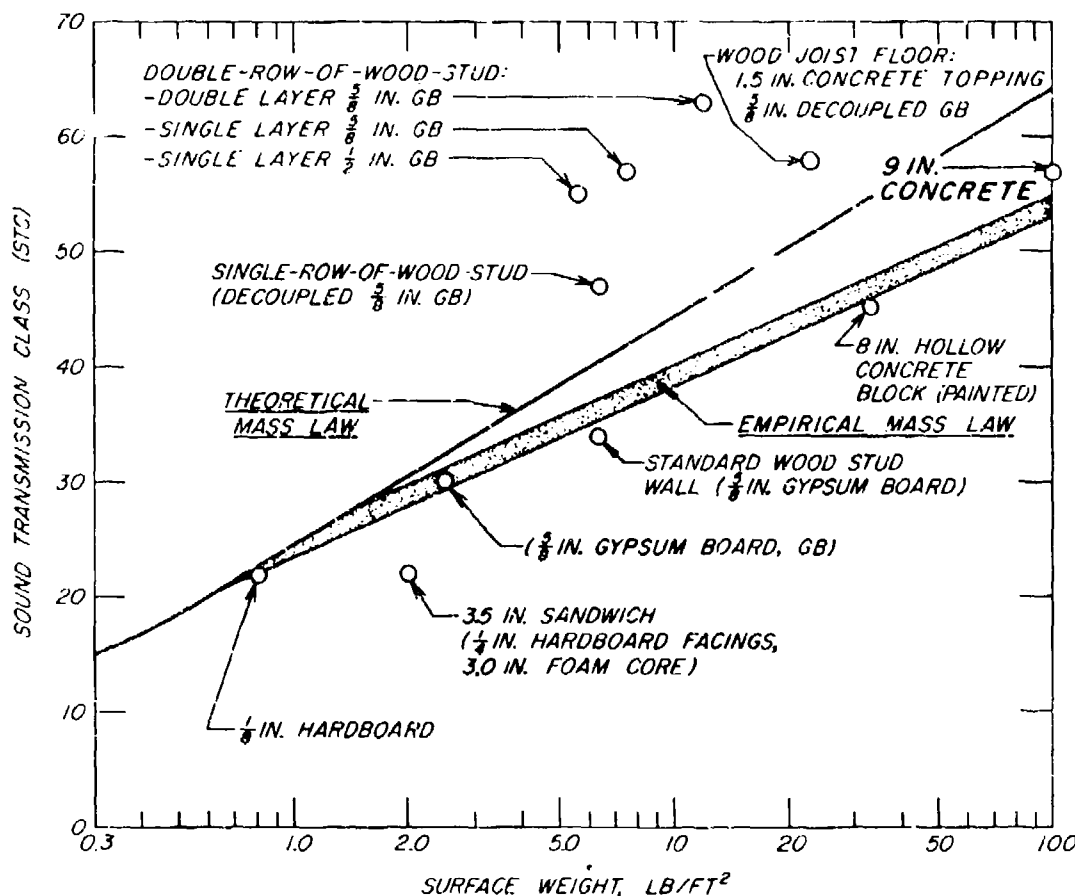 70
60
50
40
30
20
10
0
SOUND TRANSMISSION CLASS (STC)
DOUBLE-ROW-OF-WOOD-STUD:
-DOUBLE LAYER 5/8 IN. GB
-SINGLE LAYER 5/8 IN. GB
-SINGLE LAYER 1/2 IN. GB
WOOD JOIST FLOOR:
1.5 IN. CONCRETE TOPPING
5/8 IN. DECOUPLED GB
9 IN.
CONCRETE
SINGLE-ROW-OF-WOOD-STUD
(DECOUPLED 5/8 IN. GB)
8 IN. HOLLOW
CONCRETE
BLOCK (PAINTED)
THEORETICAL
MASS LAW
EMPIRICAL MASS LAW
STANDARD WOOD STUD
WALL (5/8 IN. GYPSUM BOARD)
(5/8 IN. GYPSUM BOARD, GB)
3.5 IN. SANDWICH
(1/4 IN. HARDBOARD FACINGS,
3.0 IN. FOAM CORE)
1/8 IN. HARDBOARD
0.3 1.0 2.0 10 20 100
SURFACE WEIGHT, LB/FT²